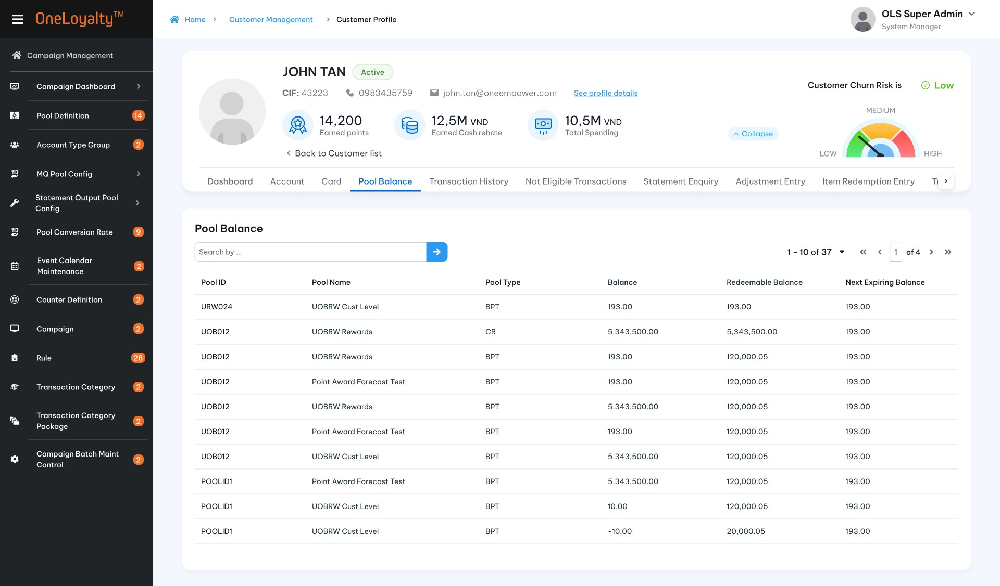 OneLoyalty™
Home
Customer Management
Customer Profile
OLS Super Admin
System Manager
Campaign Management
Campaign Dashboard
Pool Definition 14
Account Type Group 2
MQ Pool Config
Statement Output Pool
Config
Pool Conversion Rate 9
Event Calendar
Maintenance
2
Counter Definition 2
Campaign 2
Rule 28
Transaction Category 2
Transaction Category
Package
2
Campaign Batch Maint
Control
2
JOHN TAN Active
CIF: 43223 0983435759 john.tan@oneempower.com See profile details
14,200
Earned points
12,5M VND
Earned Cash rebate
10,5M VND
Total Spending
Collapse
Back to Customer list
Customer Churn Risk is Low
MEDIUM
LOW
HIGH
Dashboard Account Card Pool Balance Transaction History Not Eligible Transactions Statement Enquiry Adjustment Entry Item Redemption Entry
Pool Balance
Search by ...
1 - 10 of 37 1 of 4
Pool ID Pool Name Pool Type Balance Redeemable Balance Next Expiring Balance
URW024 UOBRW Cust Level BPT 193.00 193.00 193.00
UOB012 UOBRW Rewards CR 5,343,500.00 5,343,500.00 193.00
UOB012 UOBRW Rewards BPT 193.00 120,000.05 193.00
UOB012 Point Award Forecast Test BPT 193.00 120,000.05 193.00
UOB012 UOBRW Rewards BPT 5,343,500.00 120,000.05 193.00
UOB012 Point Award Forecast Test BPT 193.00 120,000.05 193.00
UOB012 UOBRW Cust Level BPT 5,343,500.00 120,000.05 193.00
POOLID1 Point Award Forecast Test BPT 5,343,500.00 120,000.05 193.00
POOLID1 UOBRW Cust Level BPT 10.00 120,000.05 193.00
POOLID1 UOBRW Cust Level BPT -10.00 20,000.05 193.00